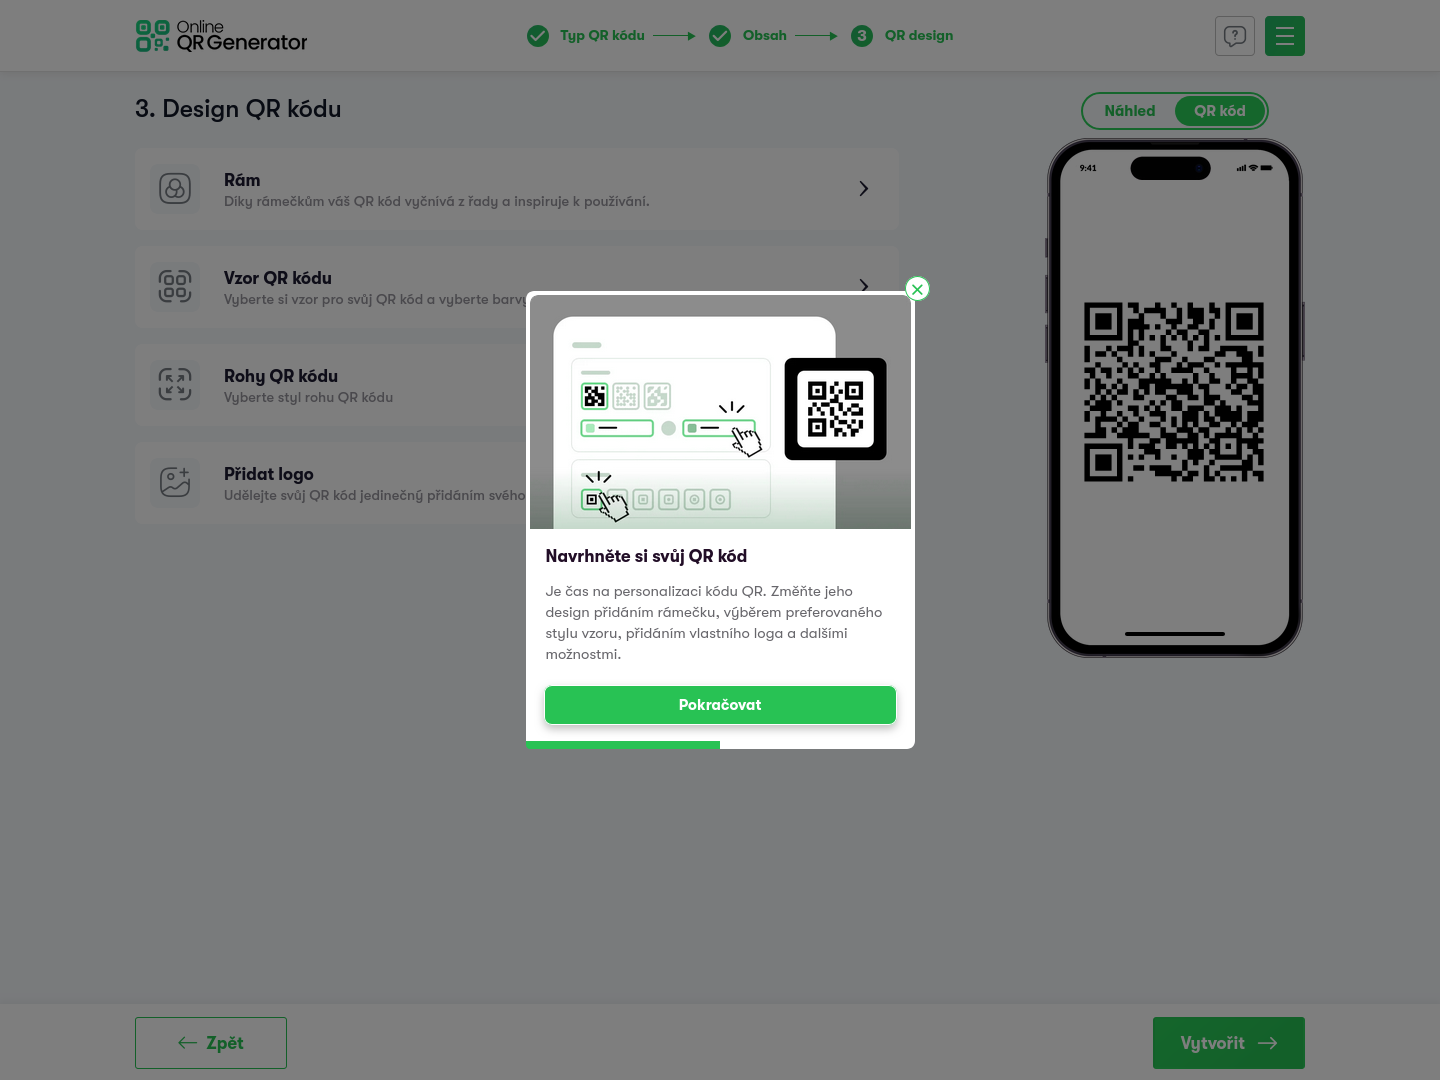 Online
QR Generator
Typ QR kódu
Obsah
3
QR design
3. Design QR kódu
Náhled
QR kód
9:41
Rám
Díky rámečkům váš QR kód vyčnívá z řady a inspiruje k používání.
Vzor QR kódu
Vyberte si vzor pro svůj QR kód a vyberte barvy
Rohy QR kódu
Vyberte styl rohu QR kódu
Přidat logo
Udělejte svůj QR kód jedinečný přidáním svého
Navrhněte si svůj QR kód
Je čas na personalizaci kódu QR. Změňte jeho
design přidáním rámečku, výběrem preferovaného
stylu vzoru, přidáním vlastního loga a dalšími
možnostmi.
Pokračovat
Zpět
Vytvořit